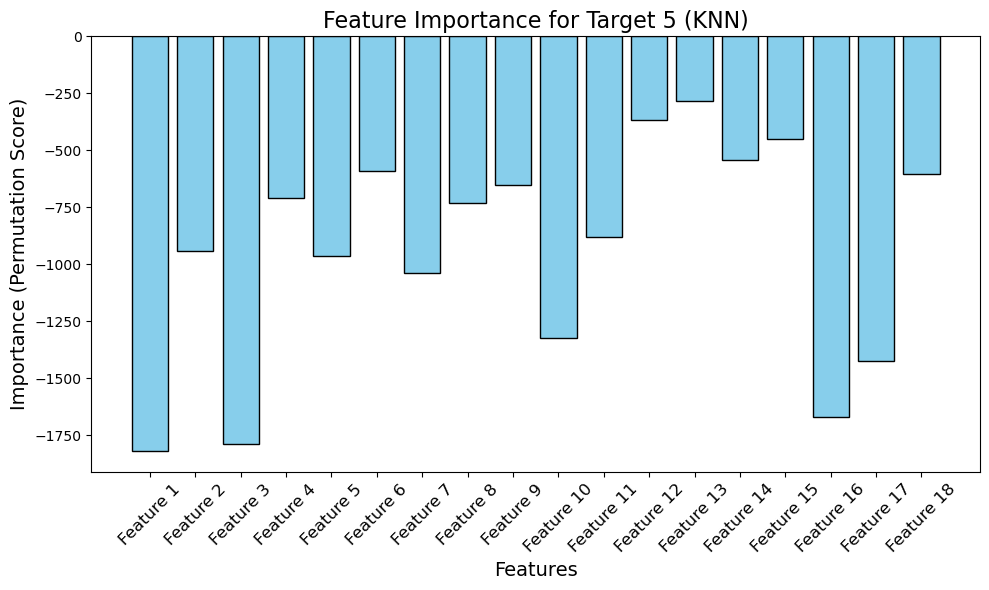 Feature Importance for Target 5 (KNN)
Importance (Permutation Score)
0
−250
−500
−750
−1000
−1250
−1500
−1750
Feature 1
Feature 2
Feature 3
Feature 4
Feature 5
Feature 6
Feature 7
Feature 8
Feature 9
Feature 10
Feature 11
Feature 12
Feature 13
Feature 14
Feature 15
Feature 16
Feature 17
Feature 18
Features